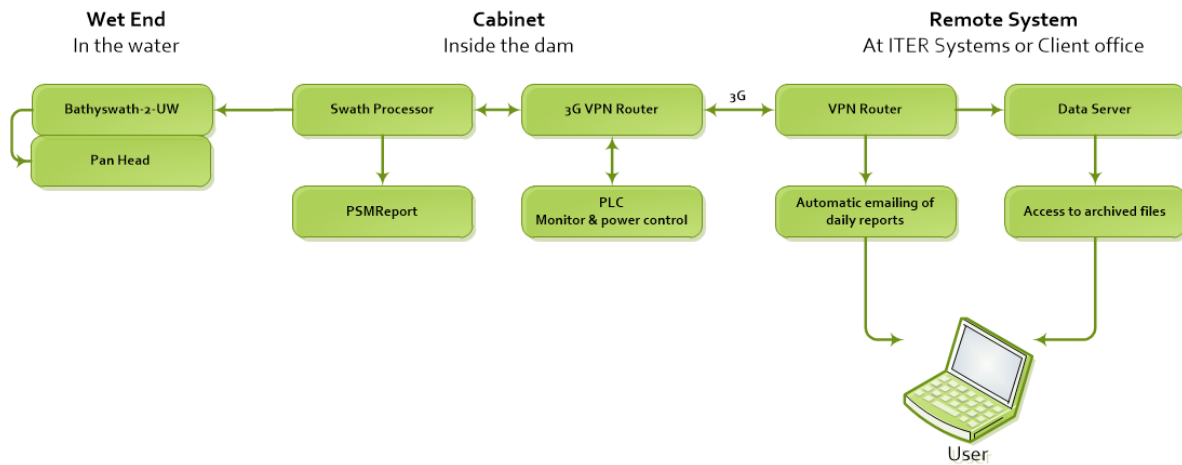 Wet End
In the water
Cabinet
Inside the dam
Remote System
At ITER Systems or Client office
Bathyswath-2-UW
Pan Head
Swath Processor
PSMReport
3G VPN Router
PLC
Monitor & power control
3G
VPN Router
Automatic emailing of
daily reports
Data Server
Access to archived files
User